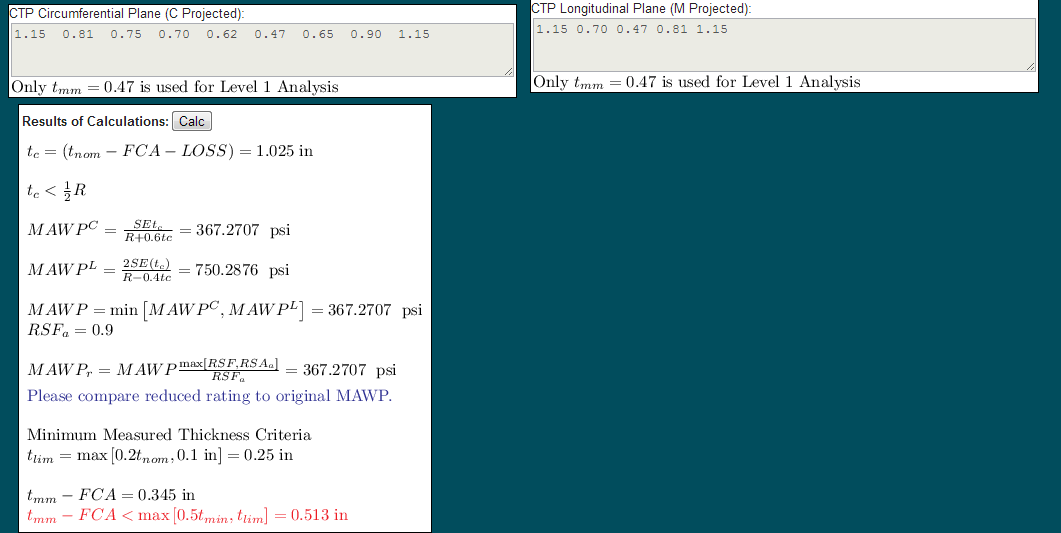 CTP Circumferential Plane (C Projected):
1.15 0.81 0.75 0.70 0.62 0.47 0.65 0.90 1.15
Only t_{mm} = 0.47 is used for Level 1 Analysis
CTP Longitudinal Plane (M Projected):
1.15 0.70 0.47 0.81 1.15
Only t_{mm} = 0.47 is used for Level 1 Analysis
Results of Calculations: Calc
t_c = (t_{nom} − FCA − LOSS) = 1.025 in
t_c < \frac{1}{2}R
MAWP^C = \frac{SEt_c}{R+0.6tc} = 367.2707 psi
MAWP^L = \frac{2SE(t_c)}{R−0.4tc} = 750.2876 psi
MAWP = min [MAWP^C, MAWP^L] = 367.2707 psi
RSF_a = 0.9
MAWP_r = MAWP\frac{max[RSF,RSA_a]}{RSF_a} = 367.2707 psi
Please compare reduced rating to original MAWP.
Minimum Measured Thickness Criteria
t_{lim} = max [0.2t_{nom}, 0.1 in] = 0.25 in
t_{mm} − FCA = 0.345 in
t_{mm} − FCA < max [0.5t_{min}, t_{lim}] = 0.513 in